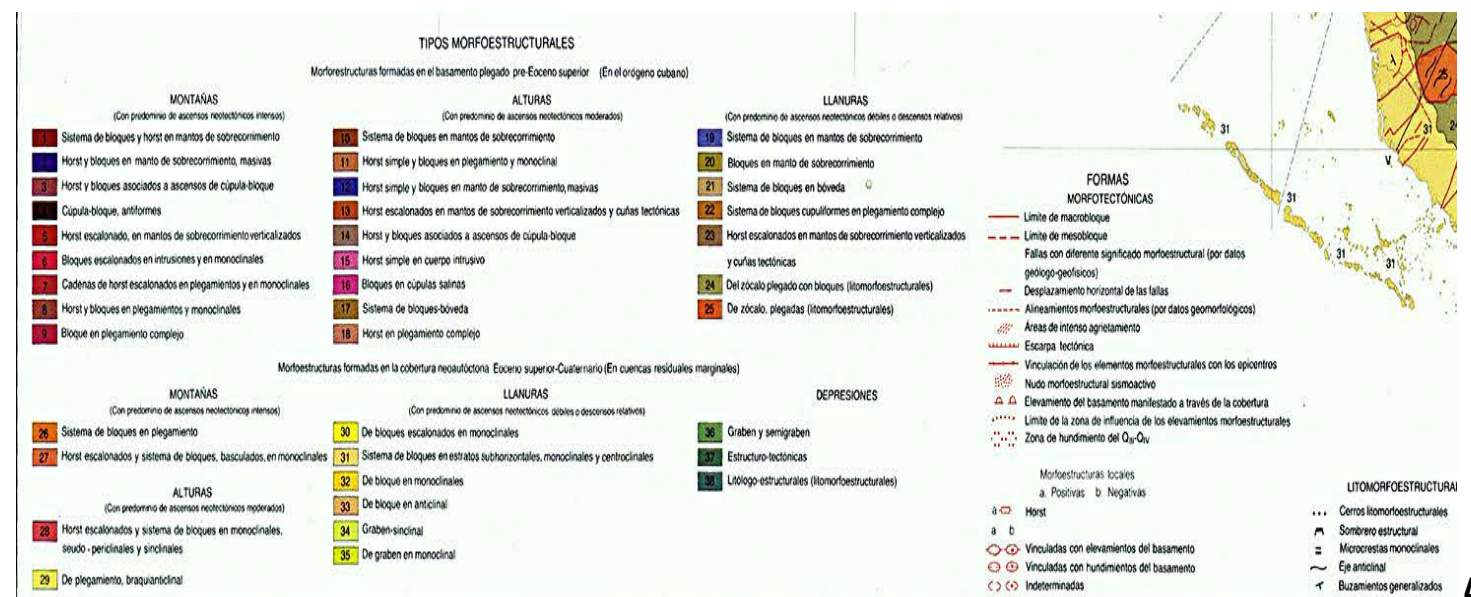 TIPOS MORFOESTRUCTURALES
Morforestructuras formadas en el basamento plegado pre-Eoceno superior (En el orógeno cubano)
MONTAÑAS
(Con predominio de ascensos neotectónicos intensos)
1 Sistema de bloques y horst en mantos de sobrecorrimiento
Horst y bloques en manto de sobrecorrimiento, masivas
3 Horst y bloques asociados a ascensos de cúpula-bloque
Cúpula-bloque, antiformes
5 Horst escalonado, en mantos de sobrecorrimiento verticalizados
6 Bloques escalonados en intrusiones y en monoclinales
7 Cadenas de horst escalonados en plegamientos y en monoclinales
8 Horst y bloques en plegamientos y monoclinales
9 Bloque en plegamiento complejo
ALTURAS
(Con predominio de ascensos neotectónicos moderados)
10 Sistema de bloques en mantos de sobrecorrimiento
11 Horst simple y bloques en plegamiento y monoclinal
12 Horst simple y bloques en manto de sobrecorrimiento, masivas
13 Horst escalonados en mantos de sobrecorrimiento verticalizados y cuñas tectónicas
14 Horst y bloques asociados a ascensos de cúpula-bloque
15 Horst simple en cuerpo intrusivo
16 Bloques en cúpulas salinas
17 Sistema de bloques-bóveda
18 Horst en plegamiento complejo
LLANURAS
(Con predominio de ascensos neotectónicos débiles o descensos relativos)
19 Sistema de bloques en mantos de sobrecorrimiento
20 Bloques en manto de sobrecorrimiento
21 Sistema de bloques en bóveda
22 Sistema de bloques cupuliformes en plegamiento complejo
23 Horst escalonados en mantos de sobrecorrimiento verticalizados
y cuñas tectónicas
24 Del zócalo plegado con bloques (litomorfoestructurales)
25 De zócalo, plegadas (litomorfoestructurales)
Morfoestructuras formadas en la cobertura neoautóctona Eoceno superior-Cuaternario (En cuencas residuales marginales)
MONTAÑAS
(Con predominio de ascensos neotectónicos intensos)
26 Sistema de bloques en plegamiento
27 Horst escalonados y sistema de bloques, basculados, en monoclinales
ALTURAS
(Con predominio de ascensos neotectónicos moderados)
28 Horst escalonados y sistema de bloques en monoclinales,
seudo - periclinales y sinclinales
29 De plegamiento, braquianticlinal
LLANURAS
(Con predominio de ascensos neotectónicos débiles o descensos relativos)
30 De bloques escalonados en monoclinales
31 Sistema de bloques en estratos subhorizontales, monoclinales y centroclinales
32 De bloque en monoclinales
33 De bloque en anticlinal
34 Graben-sinclinal
35 De graben en monoclinal
DEPRESIONES
36 Graben y semigraben
37 Estructuro-tectónicas
38 Litólogo-estructurales (litomorfoestructurales)
FORMAS
MORFOTECTÓNICAS
Límite de macrobloque
Límite de mesobloque
Fallas con diferente significado morfoestructural (por datos
geólogo-geofísicos)
Desplazamiento horizontal de las fallas
Alineamientos morfoestructurales (por datos geomorfológicos)
Áreas de intenso agrietamiento
Escarpa tectónica
Vinculación de los elementos morfoestructurales con los epicentros
Nudo morfoestructural sismoactivo
Elevamiento del basamento manifestado a través de la cobertura
Límite de la zona de influencia de los elevamientos morfoestructurales
Zona de hundimiento del QIII-QIV
Morfoestructuras locales
a. Positivas b. Negativas
a Horst
a b
Vinculadas con elevamientos del basamento
Vinculadas con hundimientos del basamento
Indeterminadas
LITOMORFOESTRUCTURAL
Cerros litomorfoestructurales
Sombrero estructural
Microcrestas monoclinales
Eje anticlinal
Buzamientos generalizados
25
24
31
31
V
31
31
31